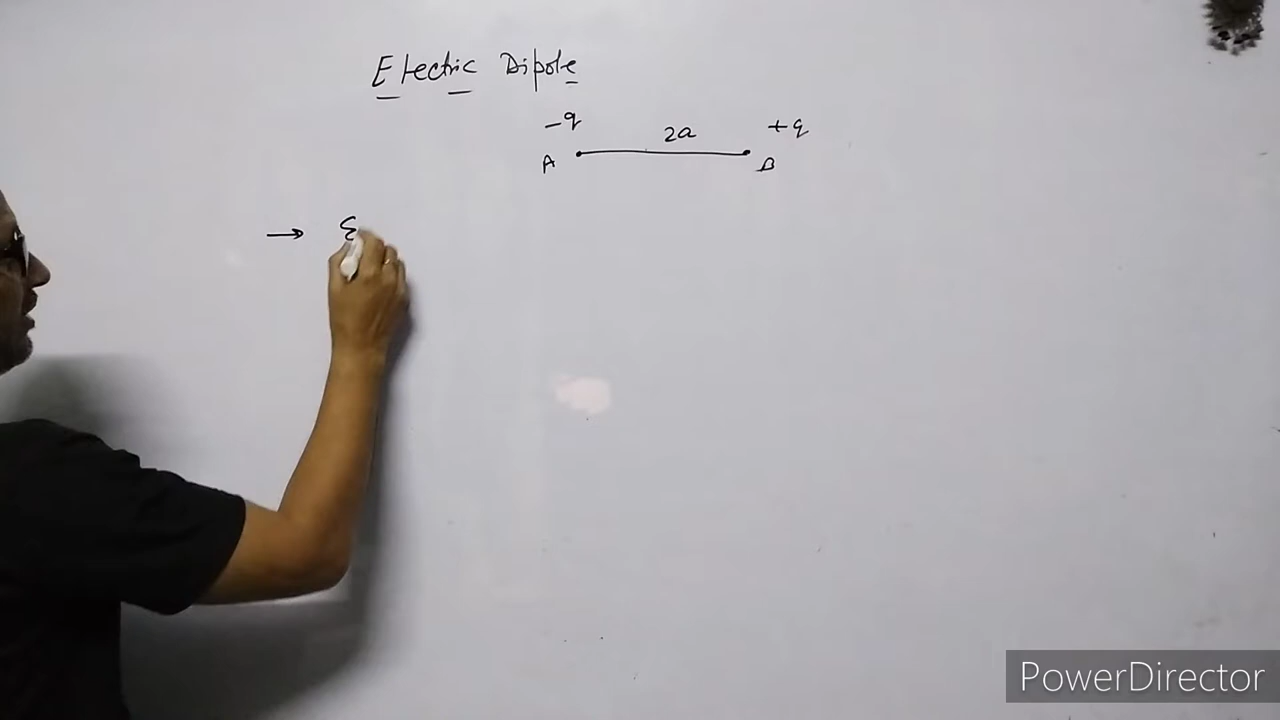 Electric Dipole
-q 2a +q
A B
→ E
PowerDirector